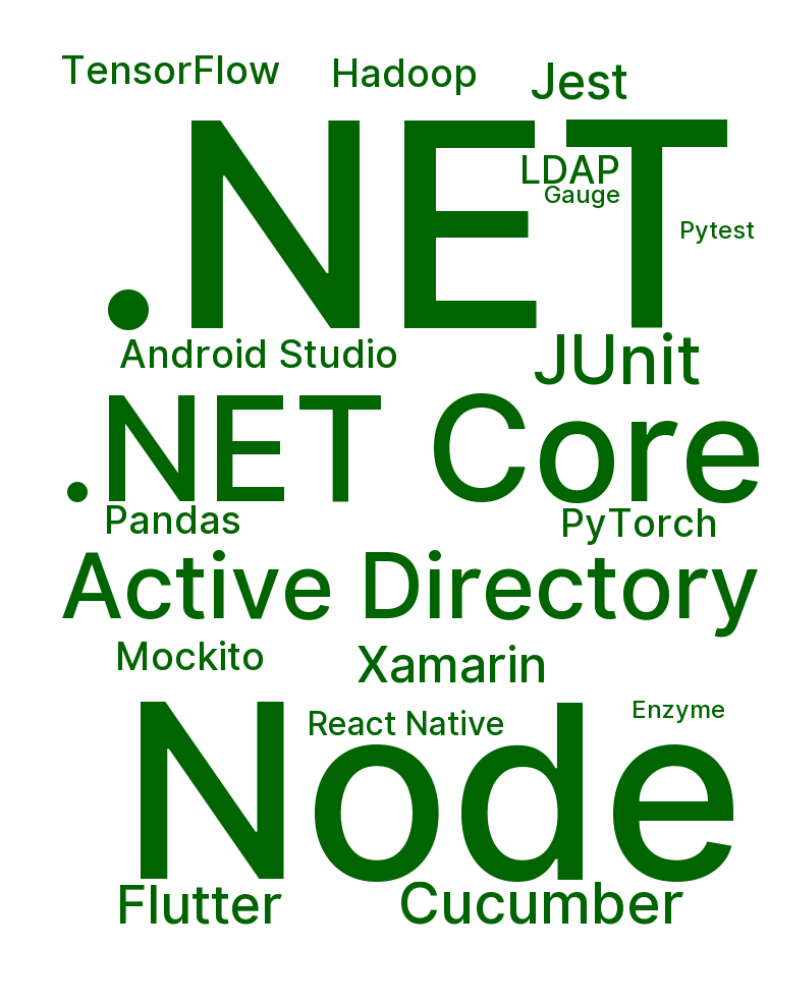 TensorFlow
Hadoop
Jest
.NET
LDAP
Gauge
Pytest
Android Studio
JUnit
.NET Core
Pandas
PyTorch
Active Directory
Mockito
Xamarin
Node
React Native
Enzyme
Flutter
Cucumber